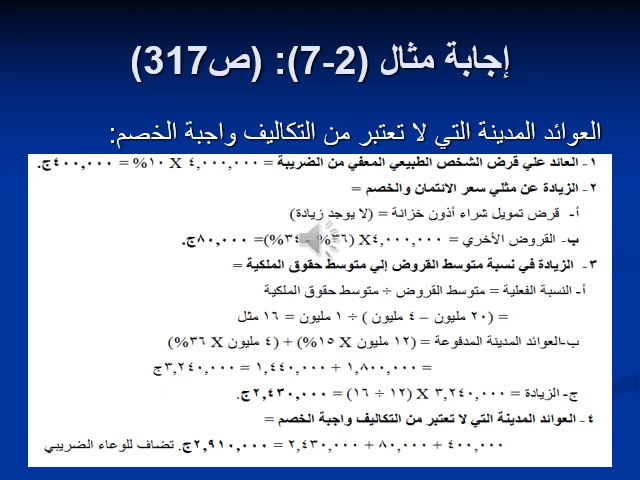 إجابة مثال (2-7): (ص317)
العوائد المدينة التي لا تعتبر من التكاليف واجبة الخصم:
١- العائد علي قرض الشخص الطبيعي المعفي من الضريبة = ٤,٠٠٠,٠٠٠ X ١٠% = ٤٠٠,٠٠٠ج.
٢- الزيادة عن مثلي سعر الائتمان والخصم =
أ- قرض تمويل شراء أذون خزانة = (لا يوجد زيادة)
ب- القروض الأخري = ٤,٠٠٠,٠٠٠X (٣٦% - ٣٤%)= ٨٠,٠٠٠ج.
٣- الزيادة في نسبة متوسط القروض إلي متوسط حقوق الملكية =
أ- النسبة الفعلية = متوسط القروض ÷ متوسط حقوق الملكية
= (٢٠ مليون – ٤ مليون ) ÷ ١ مليون = ١٦ مثل
ب-العوائد المدينة المدفوعة = (١٢ مليون X ١٥%) + (٤ مليون X ٣٦%)
= ١,٨٠٠,٠٠٠ + ١,٤٤٠,٠٠٠ = ٣,٢٤٠,٠٠٠ج
ج- الزيادة = ٣,٢٤٠,٠٠٠ X (١٢ ÷ ١٦) = ٢,٤٣٠,٠٠٠ج.
٤- العوائد المدينة التي لا تعتبر من التكاليف واجبة الخصم =
٤٠٠,٠٠٠ + ٨٠,٠٠٠ + ٢,٤٣٠,٠٠٠ = ٢,٩١٠,٠٠٠ج. تضاف للوعاء الضريبي